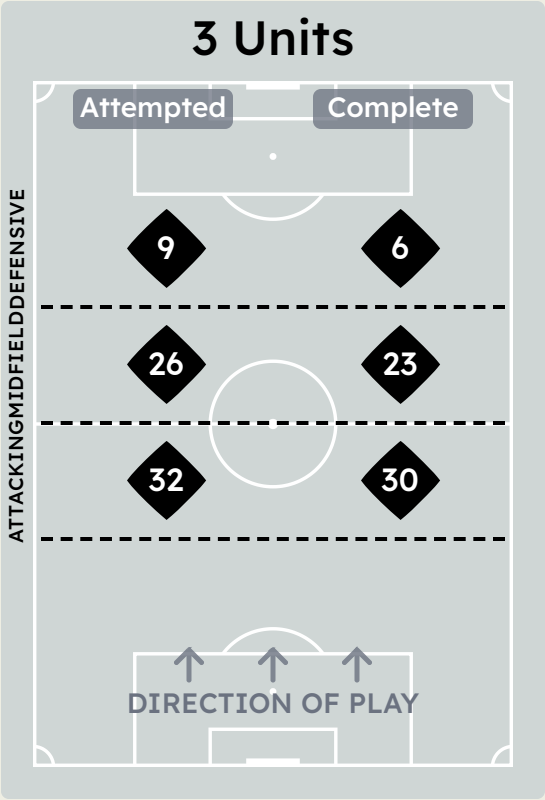 3 Units
Attempted Complete
9 6
26 23
32 30
ATTACKINGMIDFIELDDEFENSIVE
DIRECTION OF PLAY